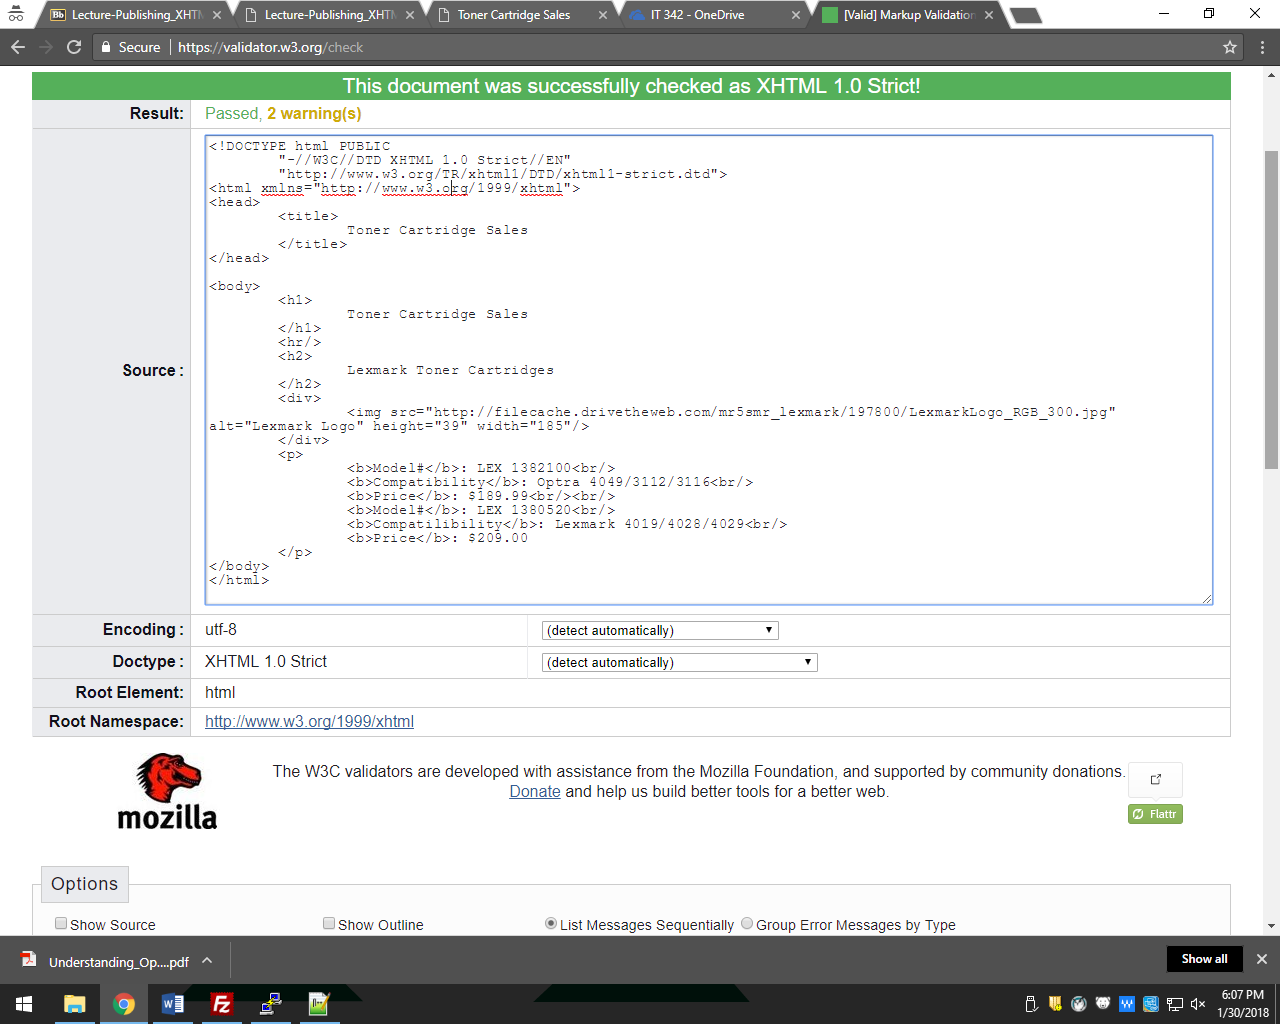 Lecture-Publishing_XHTM
Lecture-Publishing_XHTM
Toner Cartridge Sales
IT 342 - OneDrive
[Valid] Markup Validation
Secure
https://validator.w3.org/check
This document was successfully checked as XHTML 1.0 Strict!
Result: Passed, 2 warning(s)
Source :
<!DOCTYPE html PUBLIC
"-//W3C//DTD XHTML 1.0 Strict//EN"
"http://www.w3.org/TR/xhtml1/DTD/xhtml1-strict.dtd">
<html xmlns="http://www.w3.org/1999/xhtml">
<head>
<title>
Toner Cartridge Sales
</title>
</head>
<body>
<h1>
Toner Cartridge Sales
</h1>
<hr/>
<h2>
Lexmark Toner Cartridges
</h2>
<div>
<img src="http://filecache.drivetheweb.com/mr5smr_lexmark/197800/LexmarkLogo_RGB_300.jpg"
alt="Lexmark Logo" height="39" width="185"/>
</div>
<p>
<b>Model#</b>: LEX 1382100<br/>
<b>Compatibility</b>: Optra 4049/3112/3116<br/>
<b>Price</b>: $189.99<br/><br/>
<b>Model#</b>: LEX 1380520<br/>
<b>Compatilibility</b>: Lexmark 4019/4028/4029<br/>
<b>Price</b>: $209.00
</p>
</body>
</html>
Encoding : utf-8 (detect automatically)
Doctype : XHTML 1.0 Strict (detect automatically)
Root Element: html
Root Namespace: http://www.w3.org/1999/xhtml
mozilla
The W3C validators are developed with assistance from the Mozilla Foundation, and supported by community donations.
Donate and help us build better tools for a better web.
Flattr
Options
Show Source
Show Outline
List Messages Sequentially
Group Error Messages by Type
Understanding_Op....pdf
Show all
6:07 PM
1/30/2018